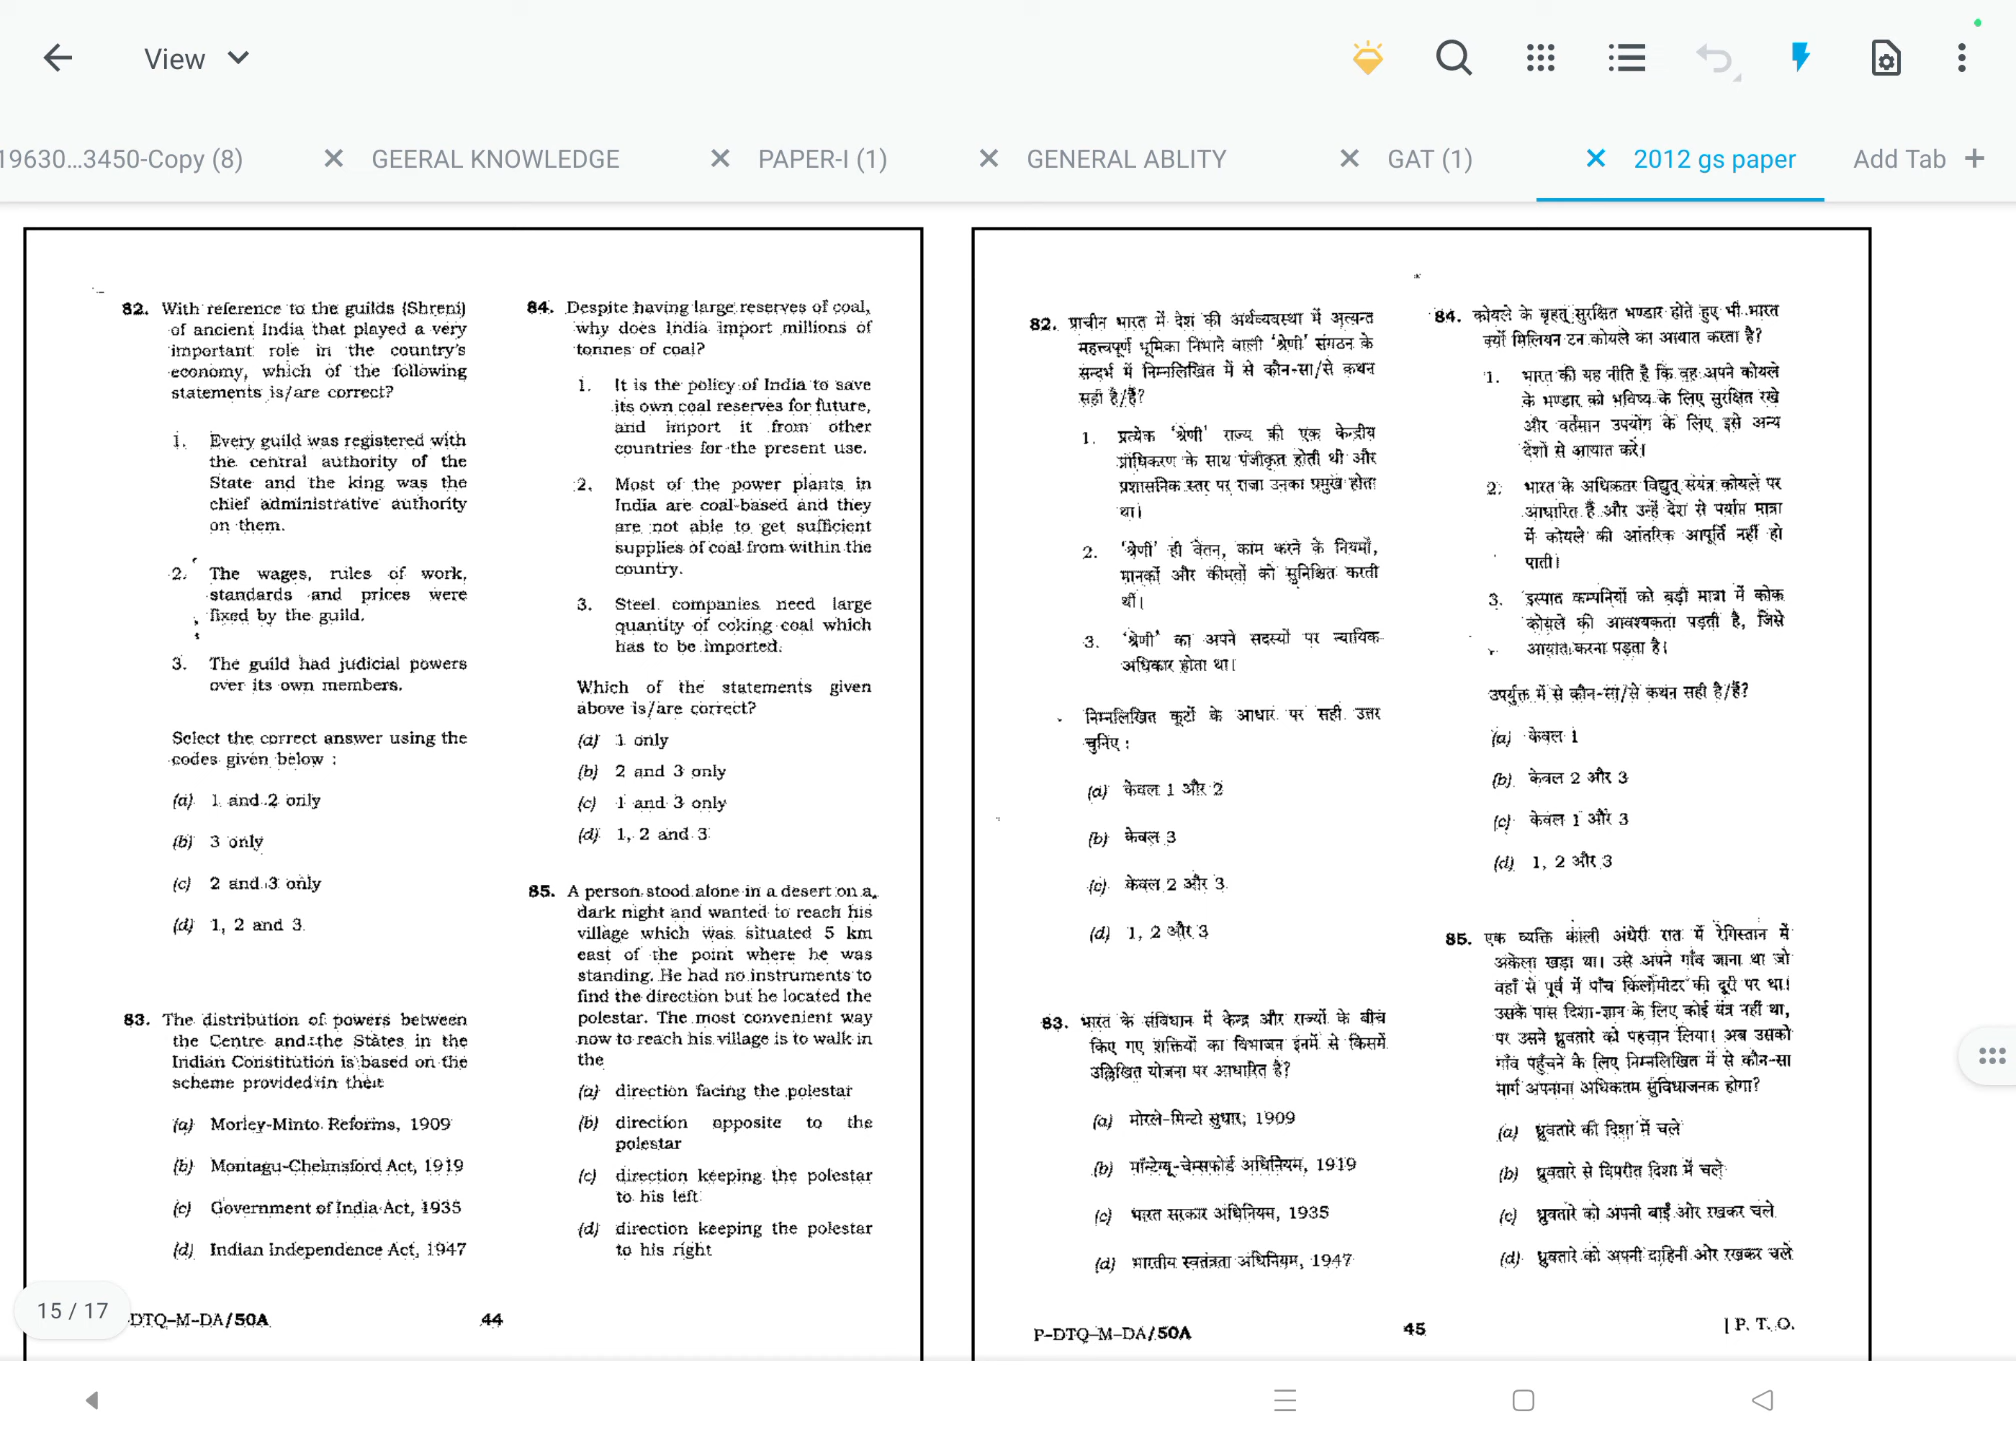 View
19630...3450-Copy (8)
GEERAL KNOWLEDGE
PAPER-I (1)
GENERAL ABLITY
GAT (1)
2012 gs paper
Add Tab +
82. With reference to the guilds (Shreni)
of ancient India that played a very
important role in the country's
economy, which of the following
statements is/are correct?
1. Every guild was registered with
the central authority of the
State and the king was the
chief administrative authority
on them.
2. The wages, rules of work,
standards and prices were
fixed by the guild.
3. The guild had judicial powers
over its own members.
Select the correct answer using the
codes given below :
(a) 1 and 2 only
(b) 3 only
(c) 2 and 3 only
(d) 1, 2 and 3
83. The distribution of powers between
the Centre and the States in the
Indian Constitution is based on the
scheme provided in the
(a) Morley-Minto Reforms, 1909
(b) Montagu-Chelmsford Act, 1919
(c) Government of India Act, 1935
(d) Indian Independence Act, 1947
84. Despite having large reserves of coal,
why does India import millions of
tonnes of coal?
1. It is the policy of India to save
its own coal reserves for future,
and import it from other
countries for the present use.
2. Most of the power plants in
India are coal-based and they
are not able to get sufficient
supplies of coal from within the
country.
3. Steel companies need large
quantity of coking coal which
has to be imported.
Which of the statements given
above is/are correct?
(a) 1 only
(b) 2 and 3 only
(c) 1 and 3 only
(d) 1, 2 and 3
85. A person stood alone in a desert on a
dark night and wanted to reach his
village which was situated 5 km
east of the point where he was
standing. He had no instruments to
find the direction but he located the
polestar. The most convenient way
now to reach his village is to walk in
the
(a) direction facing the polestar
(b) direction opposite to the
polestar
(c) direction keeping the polestar
to his left
(d) direction keeping the polestar
to his right
15 / 17
-DTQ-M-DA/50A
44
82. प्राचीन भारत में देश की अर्थव्यवस्था में अत्यन्त
महत्त्वपूर्ण भूमिका निभाने वाली 'श्रेणी' संगठन के
सन्दर्भ में निम्नलिखित में से कौन-सा/से कथन
सही है/हैं?
1. प्रत्येक 'श्रेणी' राज्य की एक केन्द्रीय
प्राधिकरण के साथ पंजीकृत होती थी और
प्रशासनिक स्तर पर राजा उनका प्रमुख होता
था।
2. 'श्रेणी' ही वेतन, काम करने के नियमों,
मानकों और कीमतों को सुनिश्चित करती
थीं।
3. 'श्रेणी' का अपने सदस्यों पर न्यायिक
अधिकार होता था।
निम्नलिखित कूटों के आधार पर सही उत्तर
चुनिए :
(a) केवल 1 और 2
(b) केवल 3
(c) केवल 2 और 3
(d) 1, 2 और 3
83. भारत के संविधान में केन्द्र और राज्यों के बीच
किए गए शक्तियों का विभाजन इनमें से किसमें
उल्लिखित योजना पर आधारित है?
(a) मोरले-मिन्टो सुधार, 1909
(b) मॉन्टेग्यू-चेम्सफोर्ड अधिनियम, 1919
(c) भारत सरकार अधिनियम, 1935
(d) भारतीय स्वतंत्रता अधिनियम, 1947
84. कोयले के बृहत् सुरक्षित भण्डार होते हुए भी भारत
क्यों मिलियन टन कोयले का आयात करता है?
1. भारत की यह नीति है कि वह अपने कोयले
के भण्डार को भविष्य के लिए सुरक्षित रखे
और वर्तमान उपयोग के लिए इसे अन्य
देशों से आयात करे।
2. भारत के अधिकतर विद्युत् संयंत्र कोयले पर
आधारित हैं और उन्हें देश से पर्याप्त मात्रा
में कोयले की आंतरिक आपूर्ति नहीं हो
पाती।
3. इस्पात कम्पनियों को बड़ी मात्रा में कोक
कोयले की आवश्यकता पड़ती है, जिसे
आयात करना पड़ता है।
उपर्युक्त में से कौन-सा/से कथन सही है/हैं?
(a) केवल 1
(b) केवल 2 और 3
(c) केवल 1 और 3
(d) 1, 2 और 3
85. एक व्यक्ति काली अंधेरी रात में रेगिस्तान में
अकेला खड़ा था। उसे अपने गाँव जाना था जो
वहाँ से पूर्व में पाँच किलोमीटर की दूरी पर था।
उसके पास दिशा-ज्ञान के लिए कोई यंत्र नहीं था,
पर उसने ध्रुवतारे को पहचान लिया। अब उसको
गाँव पहुँचने के लिए निम्नलिखित में से कौन-सा
मार्ग अपनाना अधिकतम सुविधाजनक होगा?
(a) ध्रुवतारे की दिशा में चले
(b) ध्रुवतारे से विपरीत दिशा में चले
(c) ध्रुवतारे को अपनी बाईं ओर रखकर चले
(d) ध्रुवतारे को अपनी दाहिनी ओर रखकर चले
P-DTQ-M-DA/50A
45
[ P. T. O.